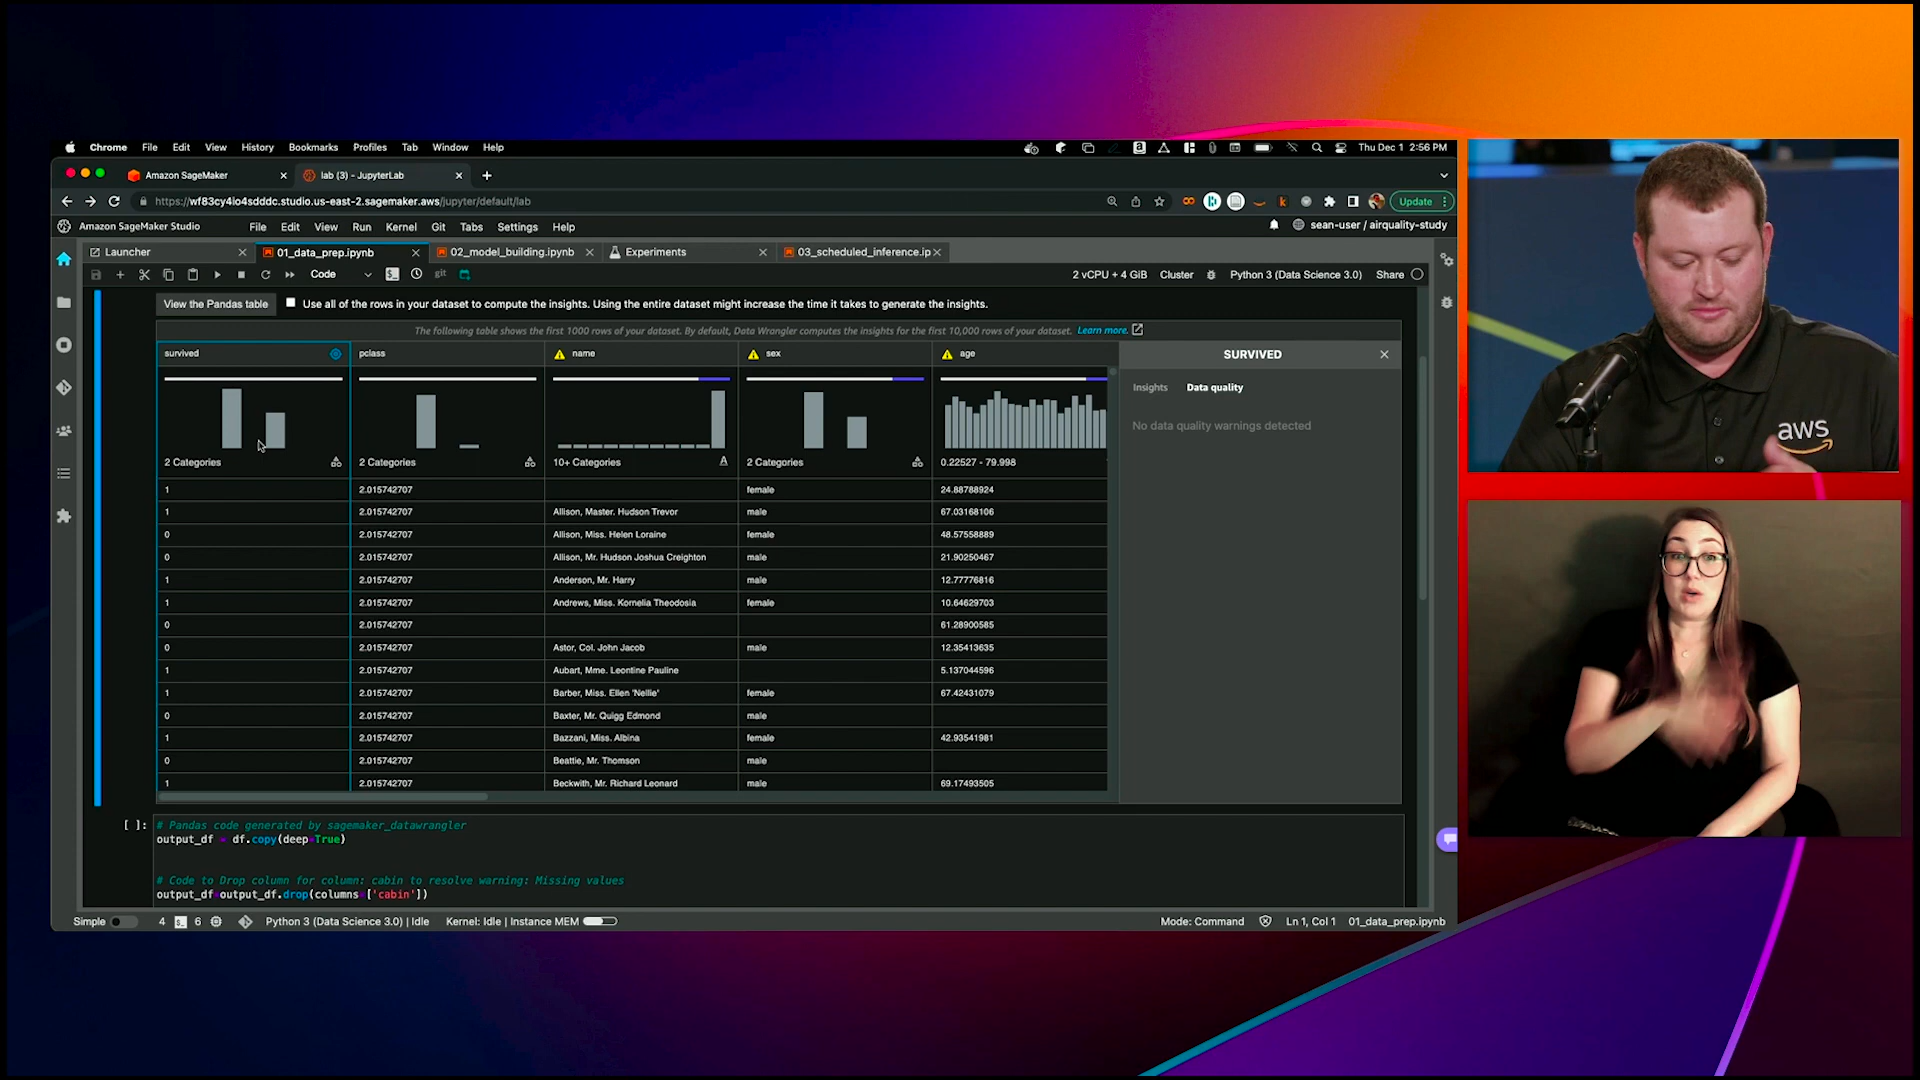 Chrome File Edit View History Bookmarks Profiles Tab Window Help Thu Dec 1 2:56 PM
Amazon SageMaker lab (3) - JupyterLab
https://wf83cy4io4sdddc.studio.us-east-2.sagemaker.aws/jupyter/default/lab Update
Amazon SageMaker Studio File Edit View Run Kernel Git Tabs Settings Help sean-user / airquality-study
Launcher 01_data_prep.ipynb 02_model_building.ipynb Experiments 03_scheduled_inference.ip
Code git 2 vCPU + 4 GiB Cluster Python 3 (Data Science 3.0) Share
View the Pandas table Use all of the rows in your dataset to compute the insights. Using the entire dataset might increase the time it takes to generate the insights.
The following table shows the first 1000 rows of your dataset. By default, Data Wrangler computes the insights for the first 10,000 rows of your dataset. Learn more.
survived pclass name sex age SURVIVED
Insights Data quality
No data quality warnings detected
2 Categories 2 Categories 10+ Categories 2 Categories 0.22527 - 79.998
1 2.015742707 female 24.88788924
1 2.015742707 Allison, Master. Hudson Trevor male 67.03168106
0 2.015742707 Allison, Miss. Helen Loraine female 48.57558889
0 2.015742707 Allison, Mr. Hudson Joshua Creighton male 21.90250467
1 2.015742707 Anderson, Mr. Harry male 12.77776816
1 2.015742707 Andrews, Miss. Kornelia Theodosia female 10.64629703
0 2.015742707 61.28900585
0 2.015742707 Astor, Col. John Jacob male 12.35413635
1 2.015742707 Aubart, Mme. Leontine Pauline 5.137044596
1 2.015742707 Barber, Miss. Ellen 'Nellie' female 67.42431079
0 2.015742707 Baxter, Mr. Quigg Edmond male
1 2.015742707 Bazzani, Miss. Albina female 42.93541981
0 2.015742707 Beattie, Mr. Thomson male
1 2.015742707 Beckwith, Mr. Richard Leonard male 69.17493505
[ ]: # Pandas code generated by sagemaker_datawrangler
output_df = df.copy(deep=True)
# Code to Drop column for column: cabin to resolve warning: Missing values
output_df=output_df.drop(columns=['cabin'])
Simple 4 6 Python 3 (Data Science 3.0) | Idle Kernel: Idle | Instance MEM Mode: Command Ln 1, Col 1 01_data_prep.ipynb
aws